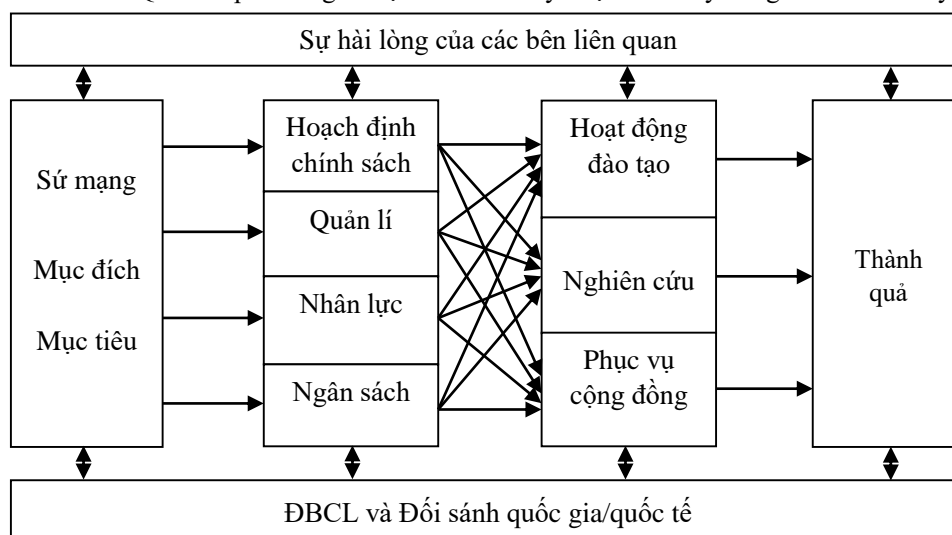 Sự hài lòng của các bên liên quan
Sứ mạng
Mục đích
Mục tiêu
Hoạch định
chính sách
Quản lí
Nhân lực
Ngân sách
Hoạt động
đào tạo
Nghiên cứu
Phục vụ
cộng đồng
Thành
quả
ĐBCL và Đối sánh quốc gia/quốc tế